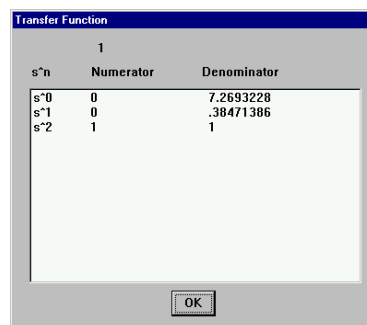 Transfer Function
1
s^n Numerator Denominator
s^0 0 7.2693228
s^1 0 .38471386
s^2 1 1
OK